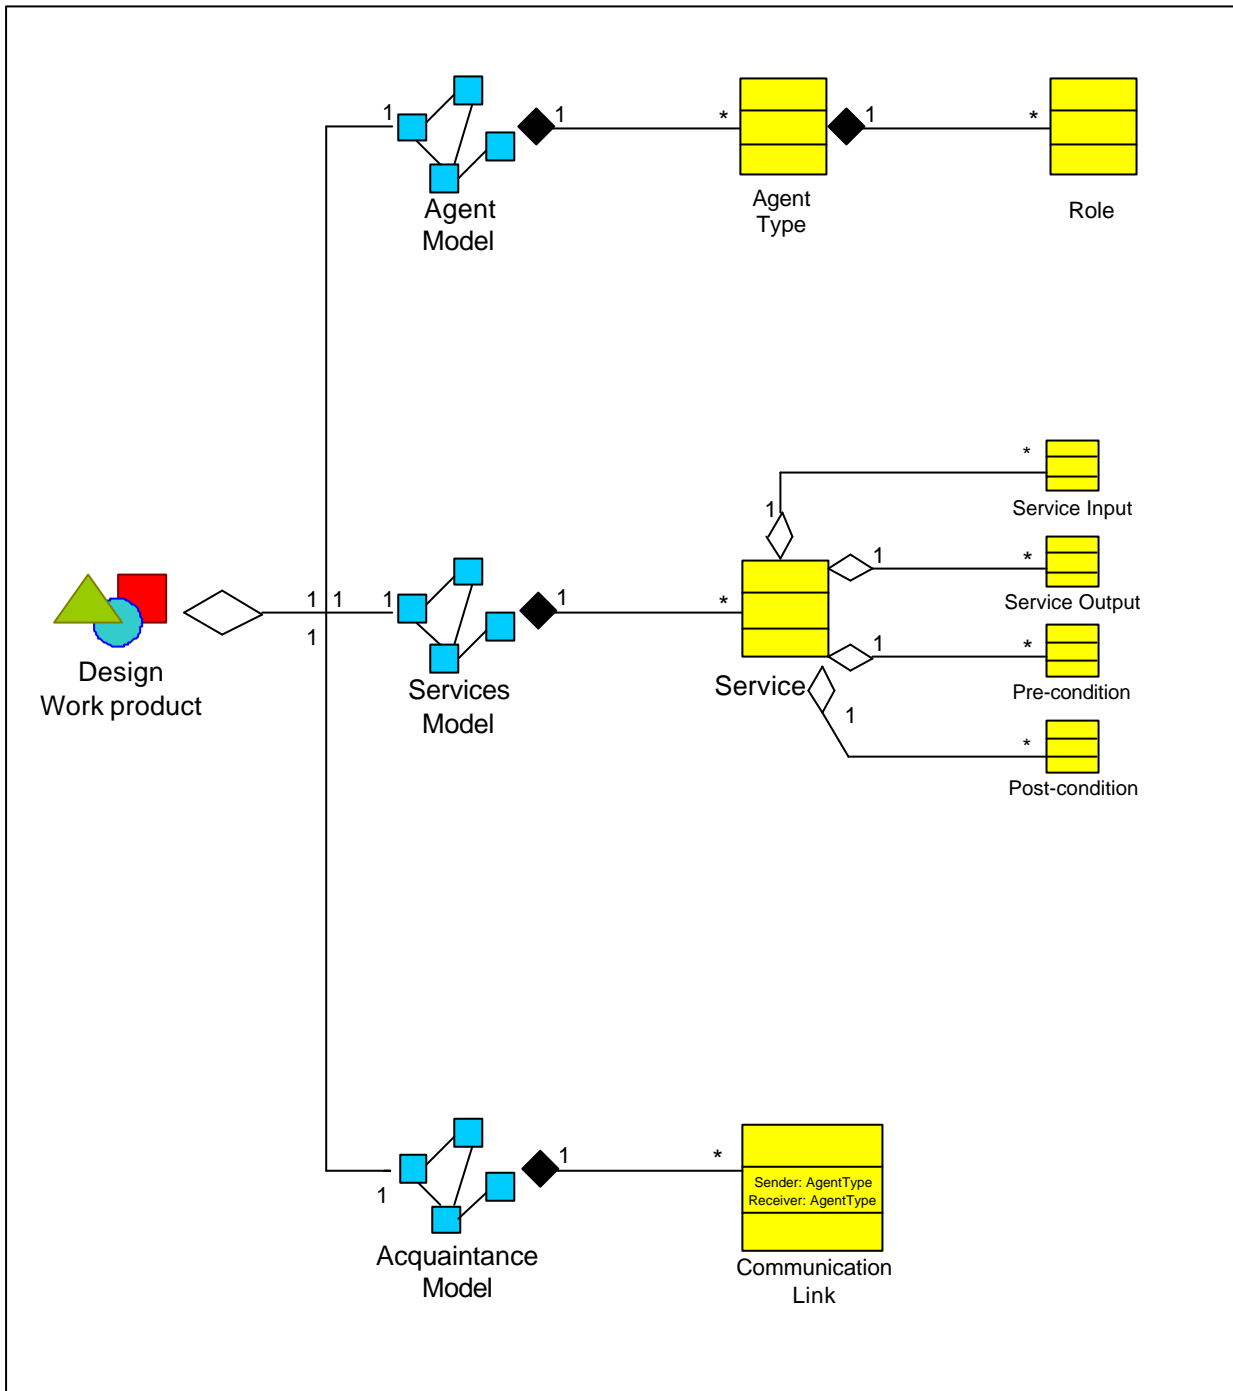 1
1
*
1
*
Agent
Model
Agent
Type
Role
*
Service Input
1
1
*
Service Output
1 1
1
1
1
*
1
*
Pre-condition
Design
Work product
Services
Model
Service
1
*
Post-condition
1
1
*
Sender: AgentType
Receiver: AgentType
Acquaintance
Model
Communication
Link